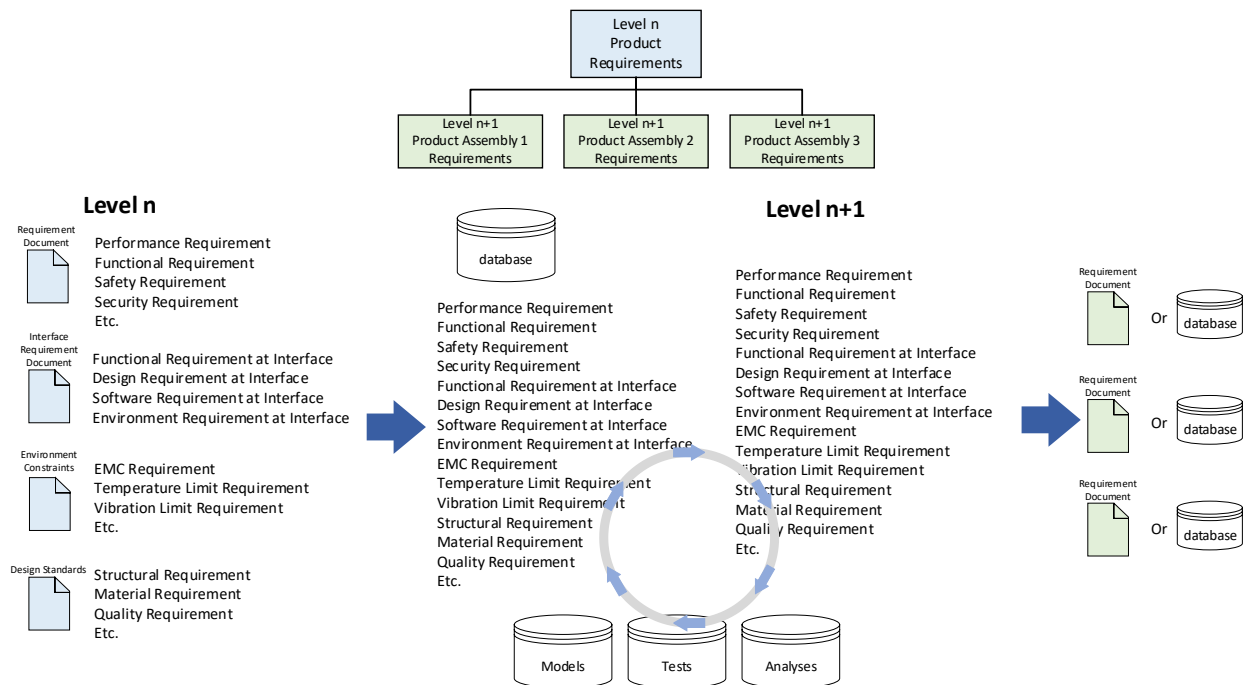 Level n
Product
Requirements
Level n+1
Product Assembly 1
Requirements
Level n+1
Product Assembly 2
Requirements
Level n+1
Product Assembly 3
Requirements
Level n
Requirement
Document
Performance Requirement
Functional Requirement
Safety Requirement
Security Requirement
Etc.
Interface
Requirement
Document
Functional Requirement at Interface
Design Requirement at Interface
Software Requirement at Interface
Environment Requirement at Interface
Environment
Constraints
EMC Requirement
Temperature Limit Requirement
Vibration Limit Requirement
Etc.
Design Standards
Structural Requirement
Material Requirement
Quality Requirement
Etc.
database
Performance Requirement
Functional Requirement
Safety Requirement
Security Requirement
Functional Requirement at Interface
Design Requirement at Interface
Software Requirement at Interface
Environment Requirement at Interface
EMC Requirement
Temperature Limit Requirement
Vibration Limit Requirement
Structural Requirement
Material Requirement
Quality Requirement
Etc.
Models
Tests
Analyses
Level n+1
Performance Requirement
Functional Requirement
Safety Requirement
Security Requirement
Functional Requirement at Interface
Design Requirement at Interface
Software Requirement at Interface
Environment Requirement at Interface
EMC Requirement
Temperature Limit Requirement
Vibration Limit Requirement
Structural Requirement
Material Requirement
Quality Requirement
Etc.
Requirement
Document
Or
database
Requirement
Document
Or
database
Requirement
Document
Or
database